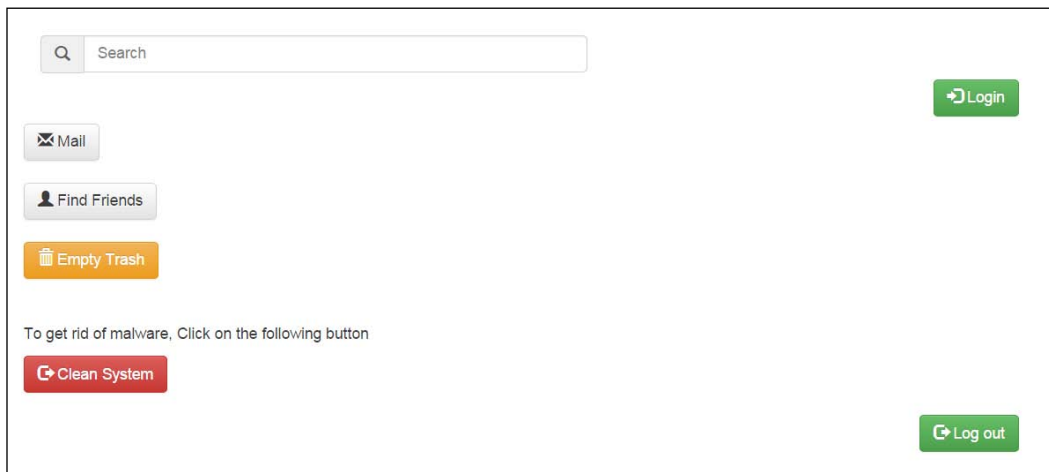 Search
Login
Mail
Find Friends
Empty Trash
To get rid of malware, Click on the following button
Clean System
Log out